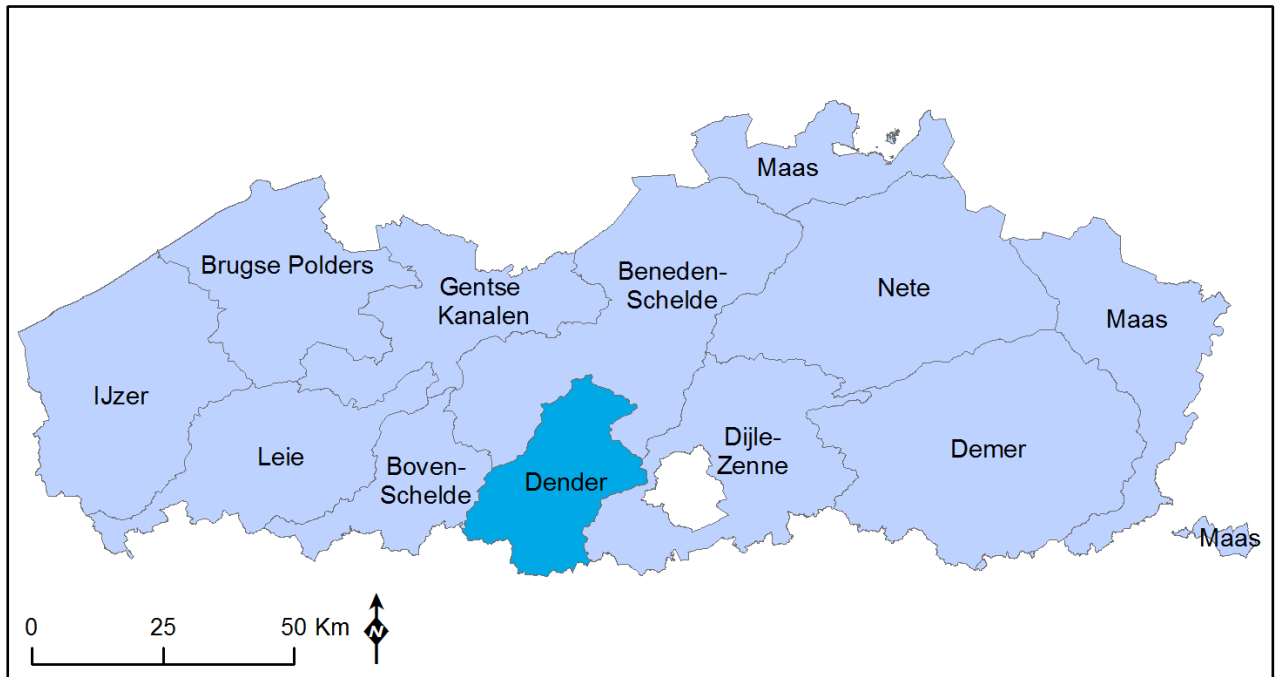 Maas
Brugse Polders
Gentse
Kanalen
Beneden-
Schelde
Nete
Maas
IJzer
Leie
Boven-
Schelde
Dender
Dijle-
Zenne
Demer
Maas
0 25 50 Km
N